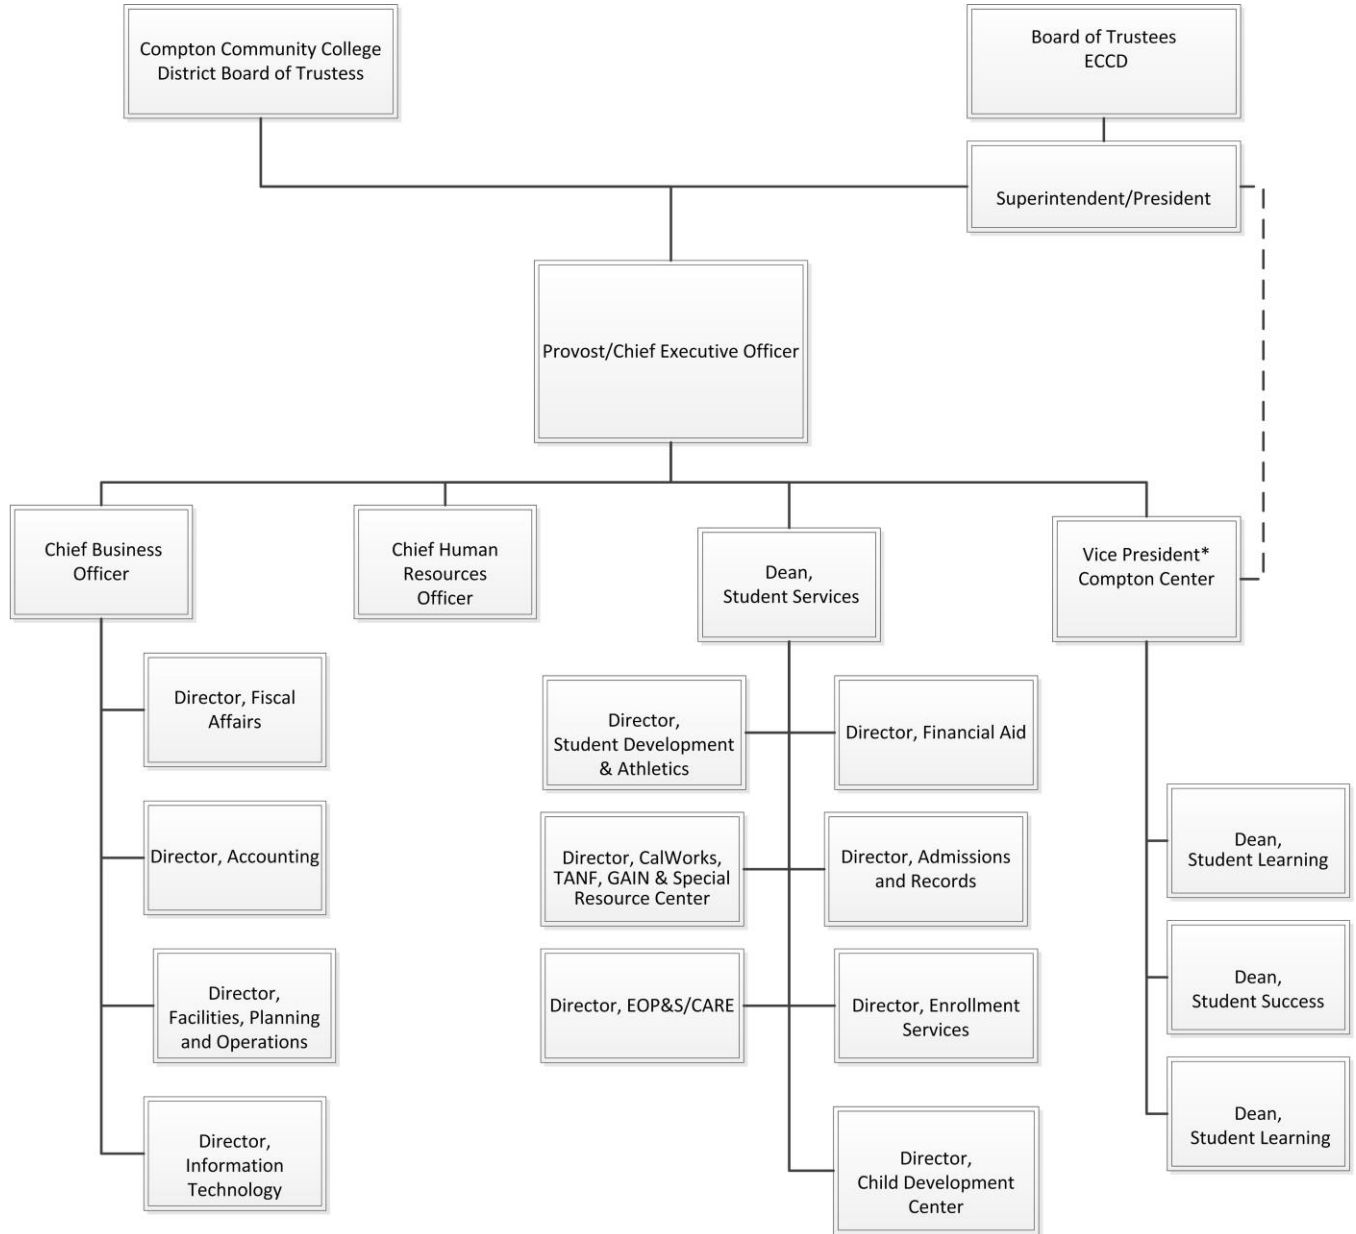 Compton Community College
District Board of Trustess
Board of Trustees
ECCD
Superintendent/President
Provost/Chief Executive Officer
Chief Business
Officer
Chief Human
Resources
Officer
Dean,
Student Services
Vice President*
Compton Center
Director, Fiscal
Affairs
Director, Accounting
Director,
Facilities, Planning
and Operations
Director,
Information
Technology
Director,
Student Development
& Athletics
Director, Financial Aid
Director, CalWorks,
TANF, GAIN & Special
Resource Center
Director, Admissions
and Records
Director, EOP&S/CARE
Director, Enrollment
Services
Director,
Child Development
Center
Dean,
Student Learning
Dean,
Student Success
Dean,
Student Learning